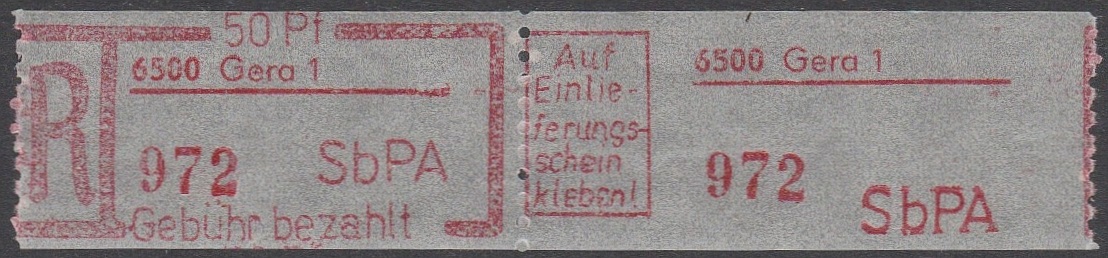 50 Pf
R
6500 Gera 1
972 SbPA
Gebühr bezahlt
Auf
Einlie-
ferungs-
schein
kleben!
6500 Gera 1
972
SbPA